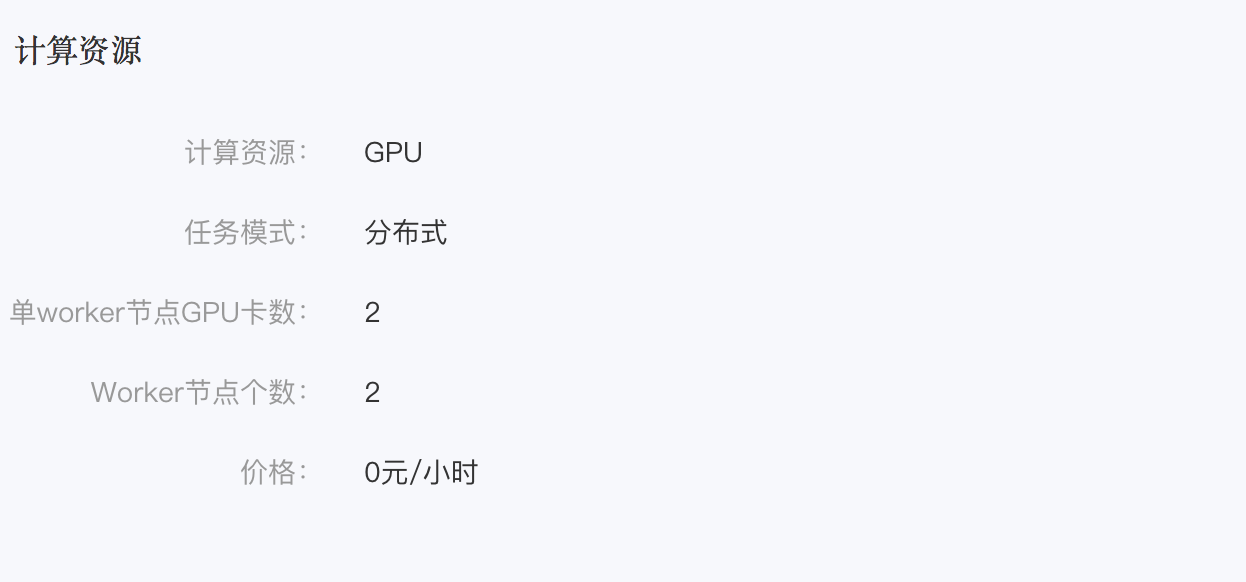 计算资源
计算资源： GPU
任务模式： 分布式
单worker节点GPU卡数： 2
Worker节点个数： 2
价格： 0元/小时